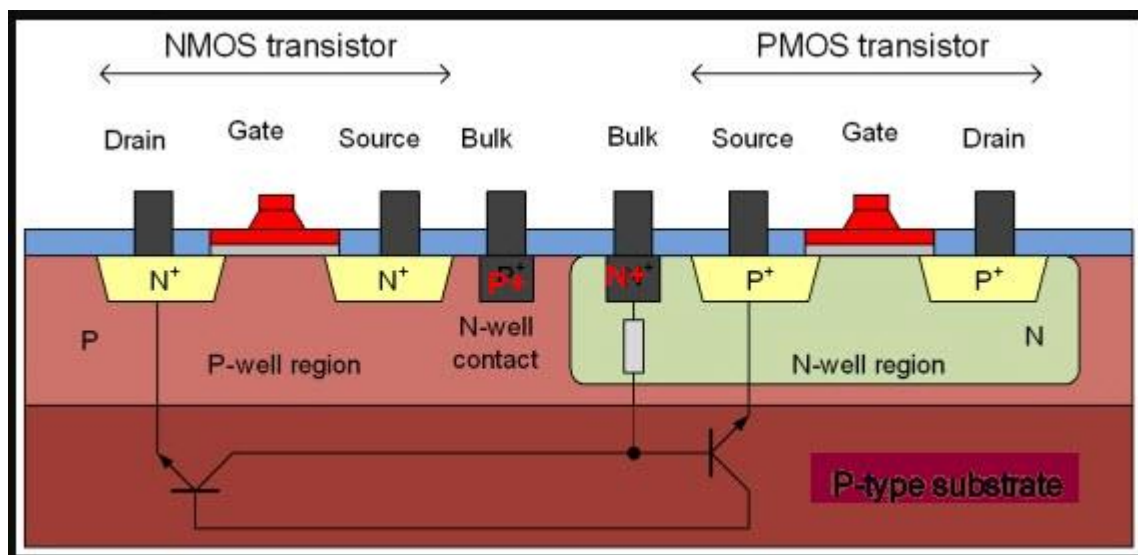 NMOS transistor
PMOS transistor
Drain
Gate
Source
Bulk
Bulk
Source
Gate
Drain
N+
N+
P+
N+
P+
P+
P
P-well region
N-well
contact
N-well region
N
P-type substrate